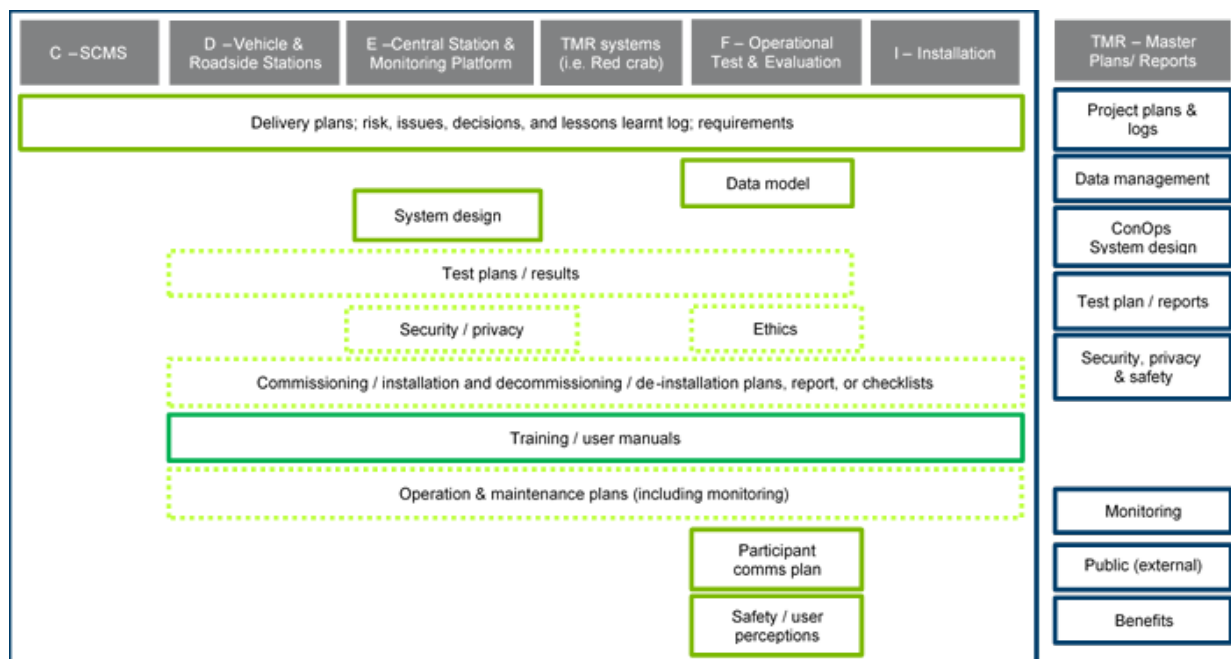 C – SCMS
D – Vehicle &
Roadside Stations
E –Central Station &
Monitoring Platform
TMR systems
(i.e. Red crab)
F – Operational
Test & Evaluation
I – Installation
TMR – Master
Plans/ Reports
Delivery plans; risk, issues, decisions, and lessons learnt log; requirements
Project plans &
logs
Data model
Data management
System design
ConOps
System design
Test plans / results
Test plan / reports
Security / privacy
Ethics
Security, privacy
& safety
Commissioning / installation and decommissioning / de-installation plans, report, or checklists
Training / user manuals
Operation & maintenance plans (including monitoring)
Monitoring
Participant
comms plan
Public (external)
Safety / user
perceptions
Benefits